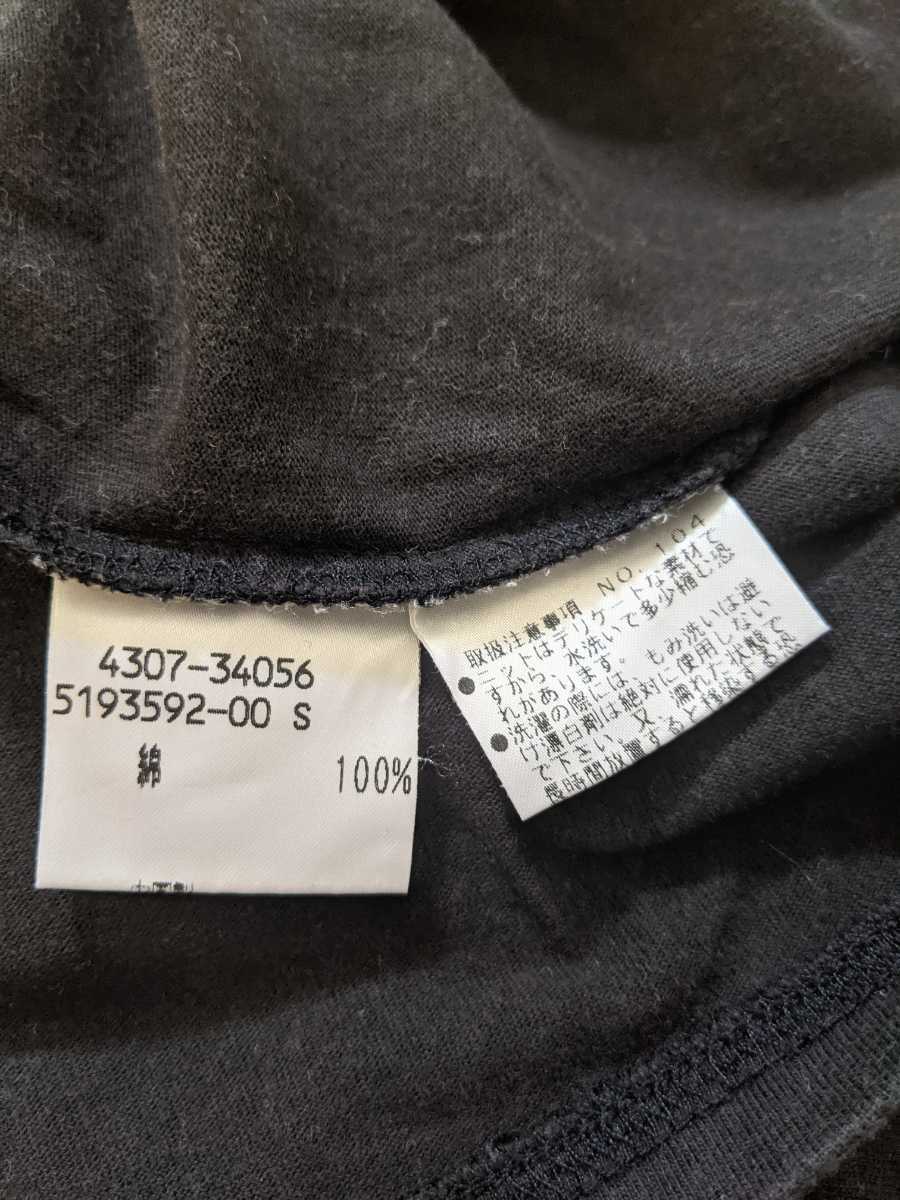 4307-34056
5193592-00 S
綿 100%
中国製
取扱注意事項 NO. 104
●ニットはデリケートな素材で
すから、水洗いで多少縮む恐
れがあります。
●洗濯の際には、もみ洗いは避
け漂白剤は絶対に使用しない
で下さい。又、濡れた状態で
長時間放置すると移染する恐